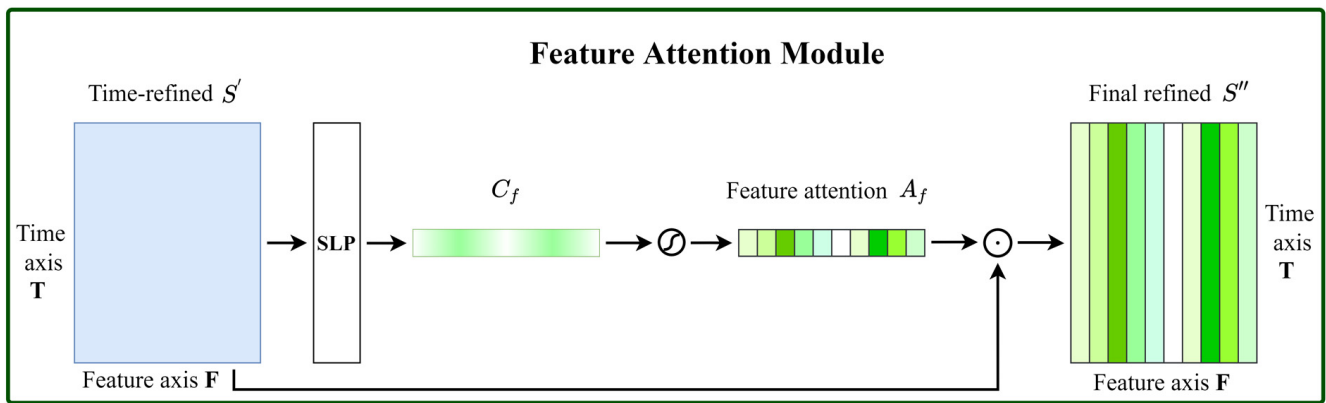 Feature Attention Module
Time-refined S′
Final refined S″
Time
axis
T
SLP
C_f
Feature attention A_f
Time
axis
T
Feature axis F
Feature axis F